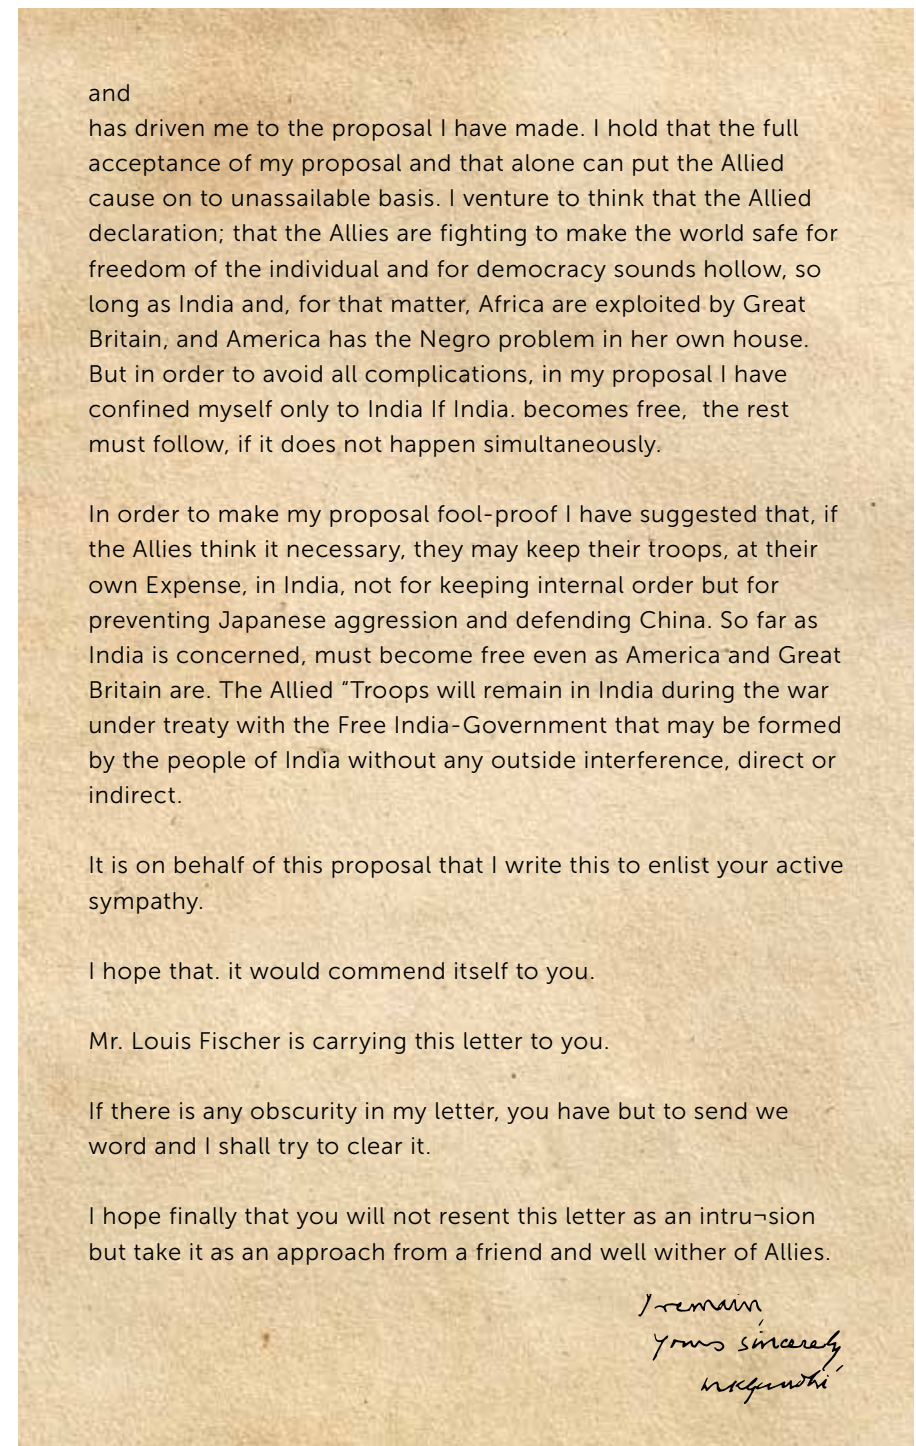 and
has driven me to the proposal I have made. I hold that the full
acceptance of my proposal and that alone can put the Allied
cause on to unassailable basis. I venture to think that the Allied
declaration; that the Allies are fighting to make the world safe for
freedom of the individual and for democracy sounds hollow, so
long as India and, for that matter, Africa are exploited by Great
Britain, and America has the Negro problem in her own house.
But in order to avoid all complications, in my proposal I have
confined myself only to India If India. becomes free,  the rest
must follow, if it does not happen simultaneously.

In order to make my proposal fool-proof I have suggested that, if
the Allies think it necessary, they may keep their troops, at their
own Expense, in India, not for keeping internal order but for
preventing Japanese aggression and defending China. So far as
India is concerned, must become free even as America and Great
Britain are. The Allied “Troops will remain in India during the war
under treaty with the Free India-Government that may be formed
by the people of India without any outside interference, direct or
indirect.

It is on behalf of this proposal that I write this to enlist your active
sympathy.

I hope that. it would commend itself to you.

Mr. Louis Fischer is carrying this letter to you.

If there is any obscurity in my letter, you have but to send we
word and I shall try to clear it.

I hope finally that you will not resent this letter as an intru¬sion
but take it as an approach from a friend and well wither of Allies.

I remain
yours sincerely
MKGandhi